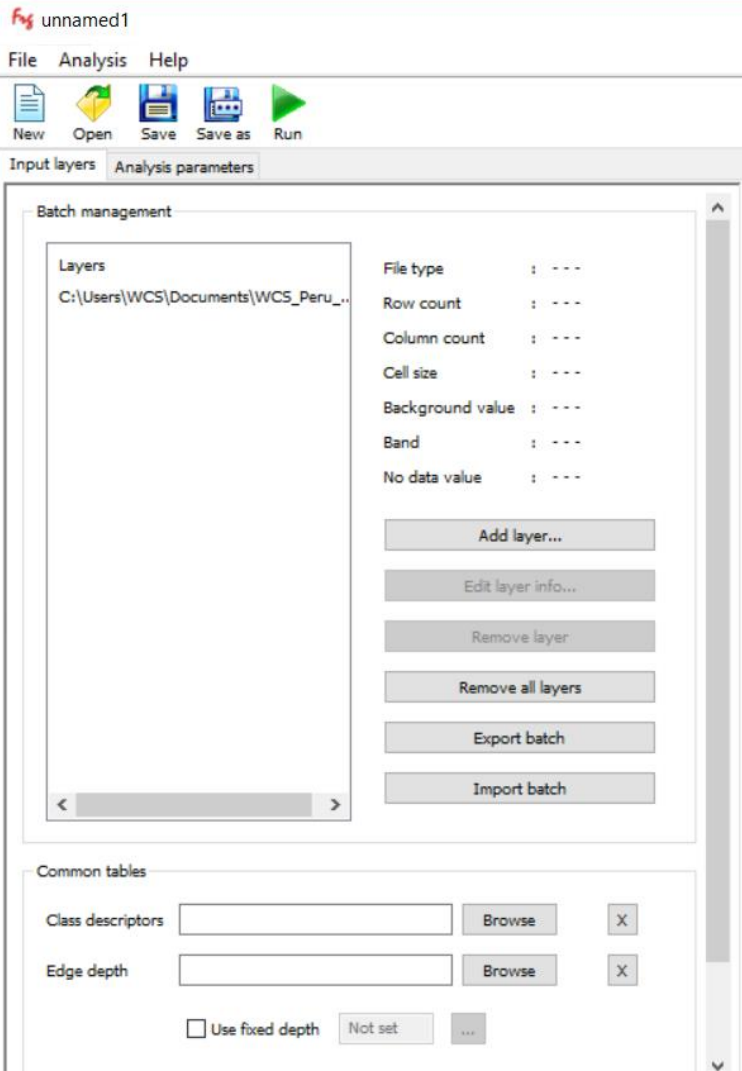 unnamed1
File Analysis Help
New Open Save Save as Run
Input layers Analysis parameters
Batch management
Layers
C:\Users\WCS\Documents\WCS_Peru_..
File type : ---
Row count : ---
Column count : ---
Cell size : ---
Background value : ---
Band : ---
No data value : ---
Add layer...
Edit layer info...
Remove layer
Remove all layers
Export batch
Import batch
Common tables
Class descriptors Browse X
Edge depth Browse X
Use fixed depth Not set ...